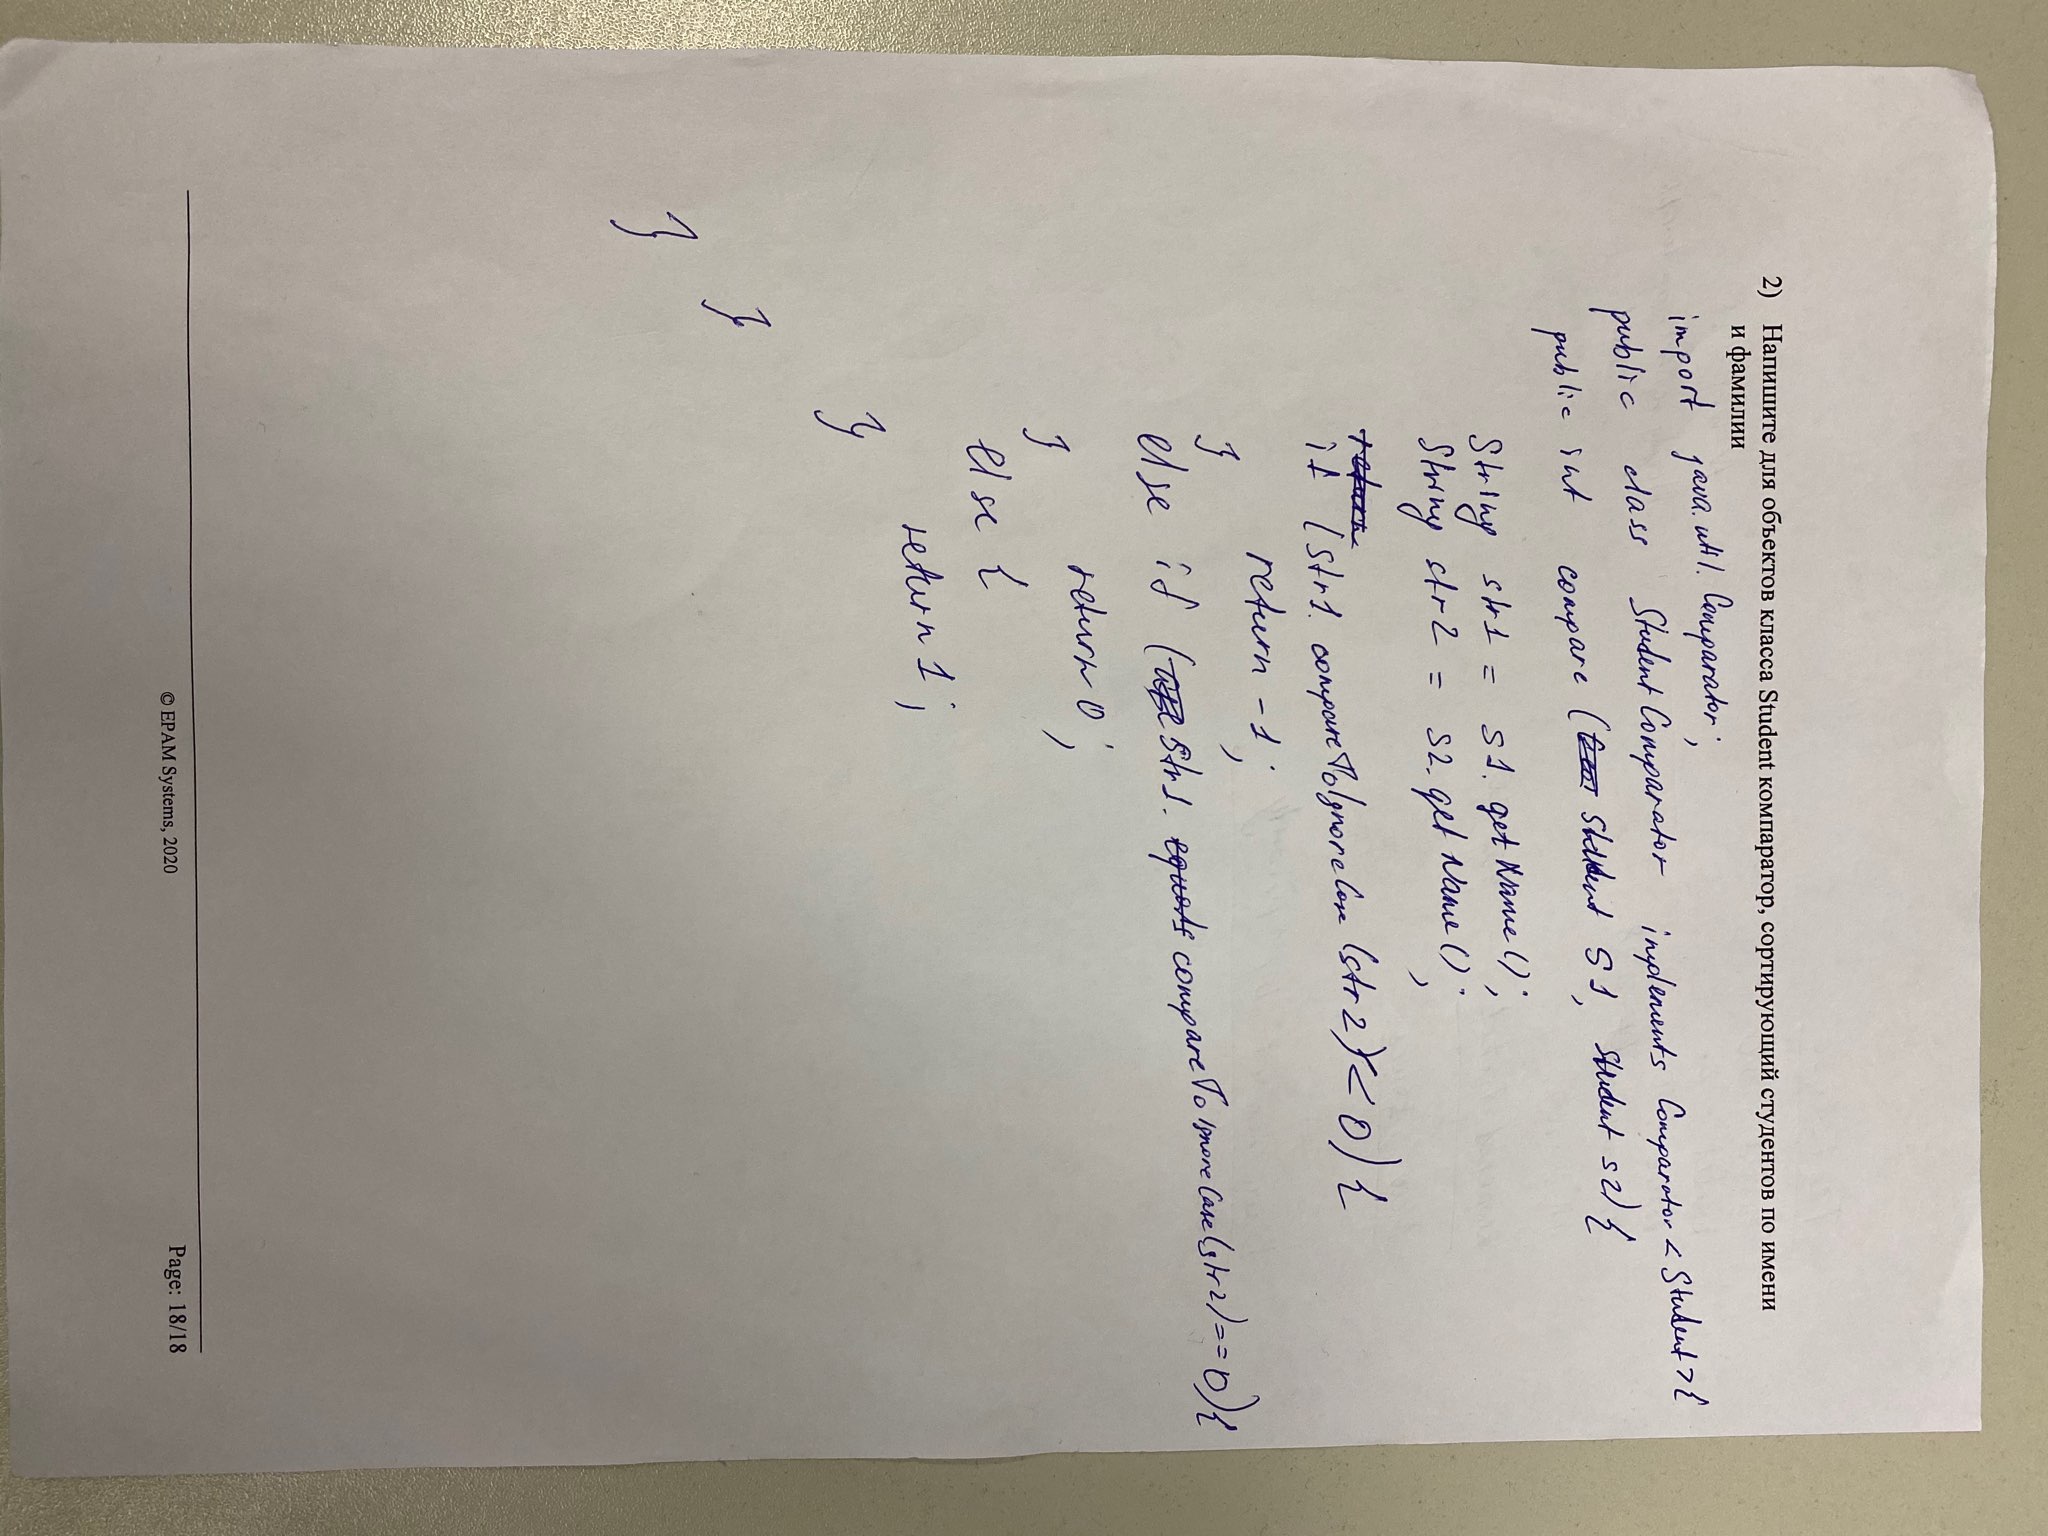 2) Напишите для объектов класса Student компаратор, сортирующий студентов по имени
и фамилии
import java.util.Comparator;
public class StudentComparator implements Comparator<Student>{
public int compare (Student S1, Student s2){
String str1 = S1.getName();
String str2 = S2.getName();
return
if (str1.compareToIgnoreCase(str2)<0){
return -1;
}
else if (Str1. equals compareToIgnoreCase(str2)==0){
return 0;
}
else {
return 1;
}
}
}
© EPAM Systems, 2020
Page: 18/18